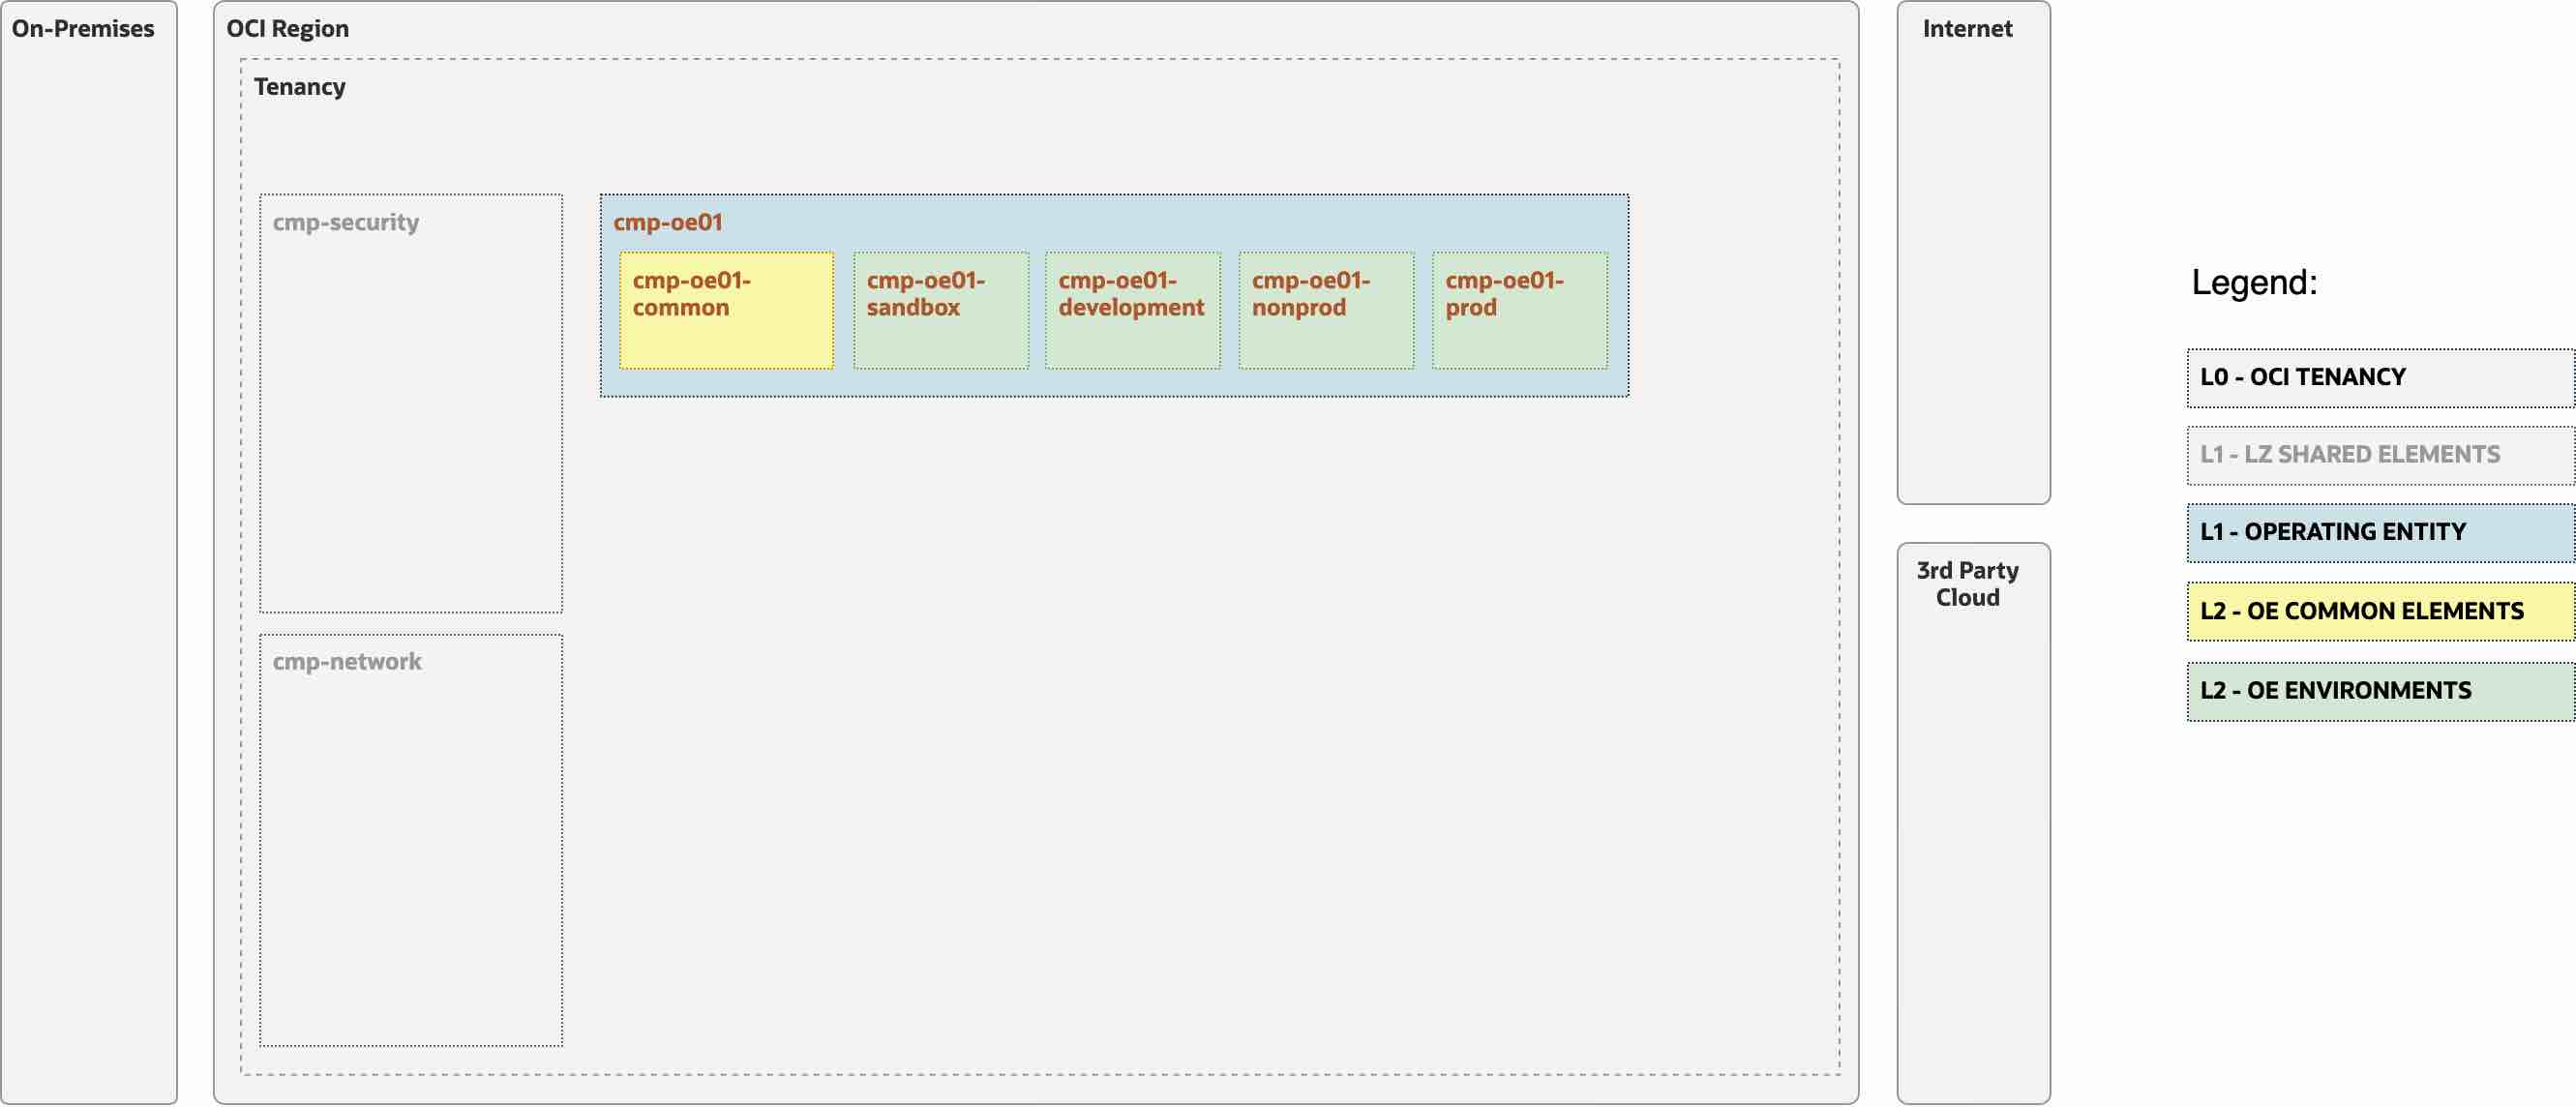 On-Premises
OCI Region
Tenancy
cmp-security
cmp-network
cmp-oe01
cmp-oe01-
common
cmp-oe01-
sandbox
cmp-oe01-
development
cmp-oe01-
nonprod
cmp-oe01-
prod
Internet
3rd Party
Cloud
Legend:
L0 - OCI TENANCY
L1 - LZ SHARED ELEMENTS
L1 - OPERATING ENTITY
L2 - OE COMMON ELEMENTS
L2 - OE ENVIRONMENTS